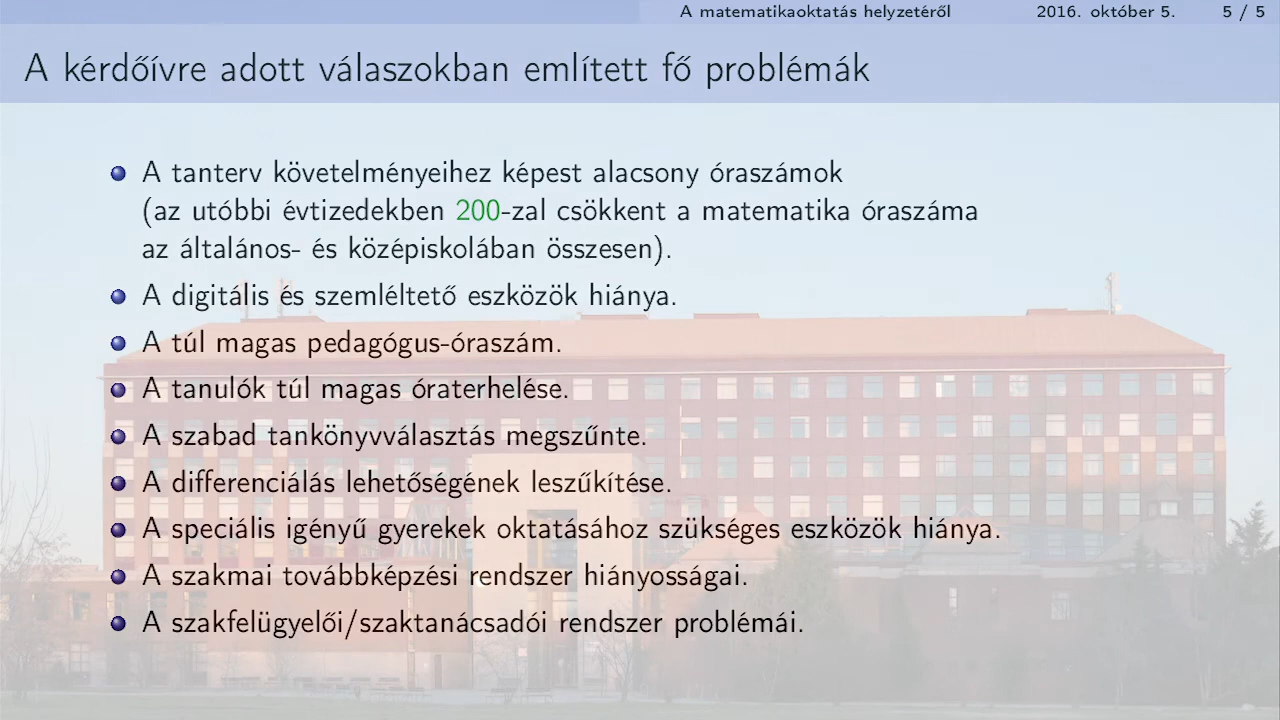 A matematikaoktatás helyzetéről 2016. október 5. 5 / 5
A kérdőívre adott válaszokban említett fő problémák
A tanterv követelményeihez képest alacsony óraszámok
(az utóbbi évtizedekben 200-zal csökkent a matematika óraszáma
az általános- és középiskolában összesen).
A digitális és szemléltető eszközök hiánya.
A túl magas pedagógus-óraszám.
A tanulók túl magas óraterhelése.
A szabad tankönyvválasztás megszűnte.
A differenciálás lehetőségének leszűkítése.
A speciális igényű gyerekek oktatásához szükséges eszközök hiánya.
A szakmai továbbképzési rendszer hiányosságai.
A szakfelügyelői/szaktanácsadói rendszer problémái.